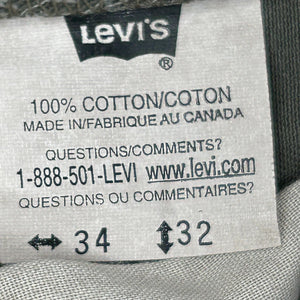 Levi's
®
100% COTTON/COTON
MADE IN/FABRIQUE AU CANADA
QUESTIONS/COMMENTS?
1-888-501-LEVI www.levi.com
QUESTIONS OU COMMENTAIRES?
↔ 34 ↕32